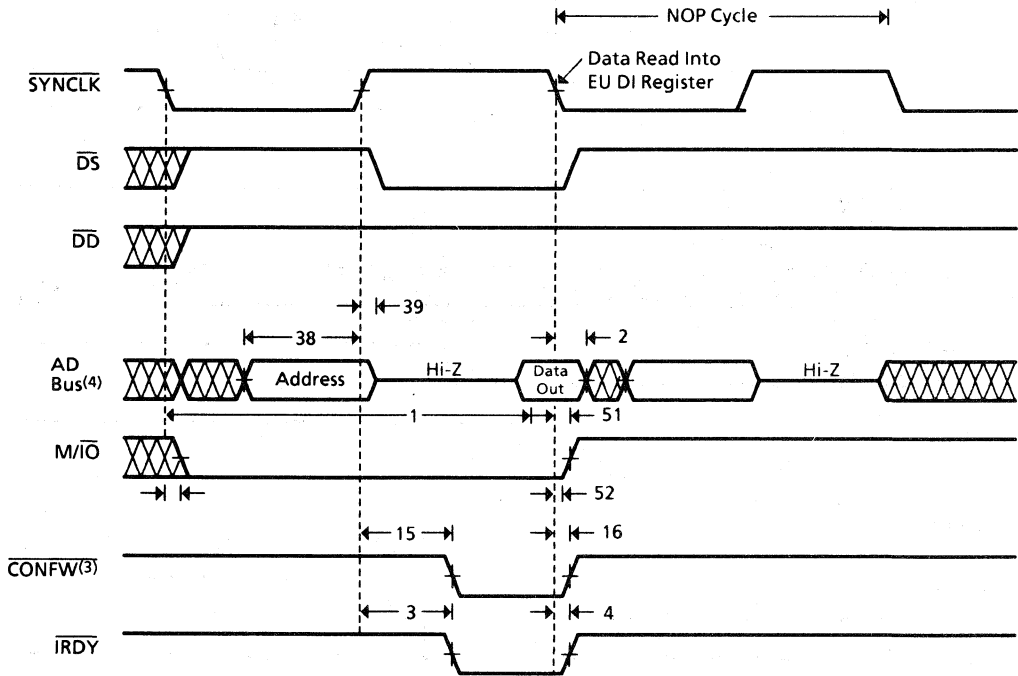 NOP Cycle
SYNCLK
Data Read Into
EU DI Register
DS
DD
39
38
2
AD
Bus(4)
Address
Hi-Z
Data
Out
Hi-Z
1
51
M/IO
52
15
16
CONFW(3)
3
4
IRDY